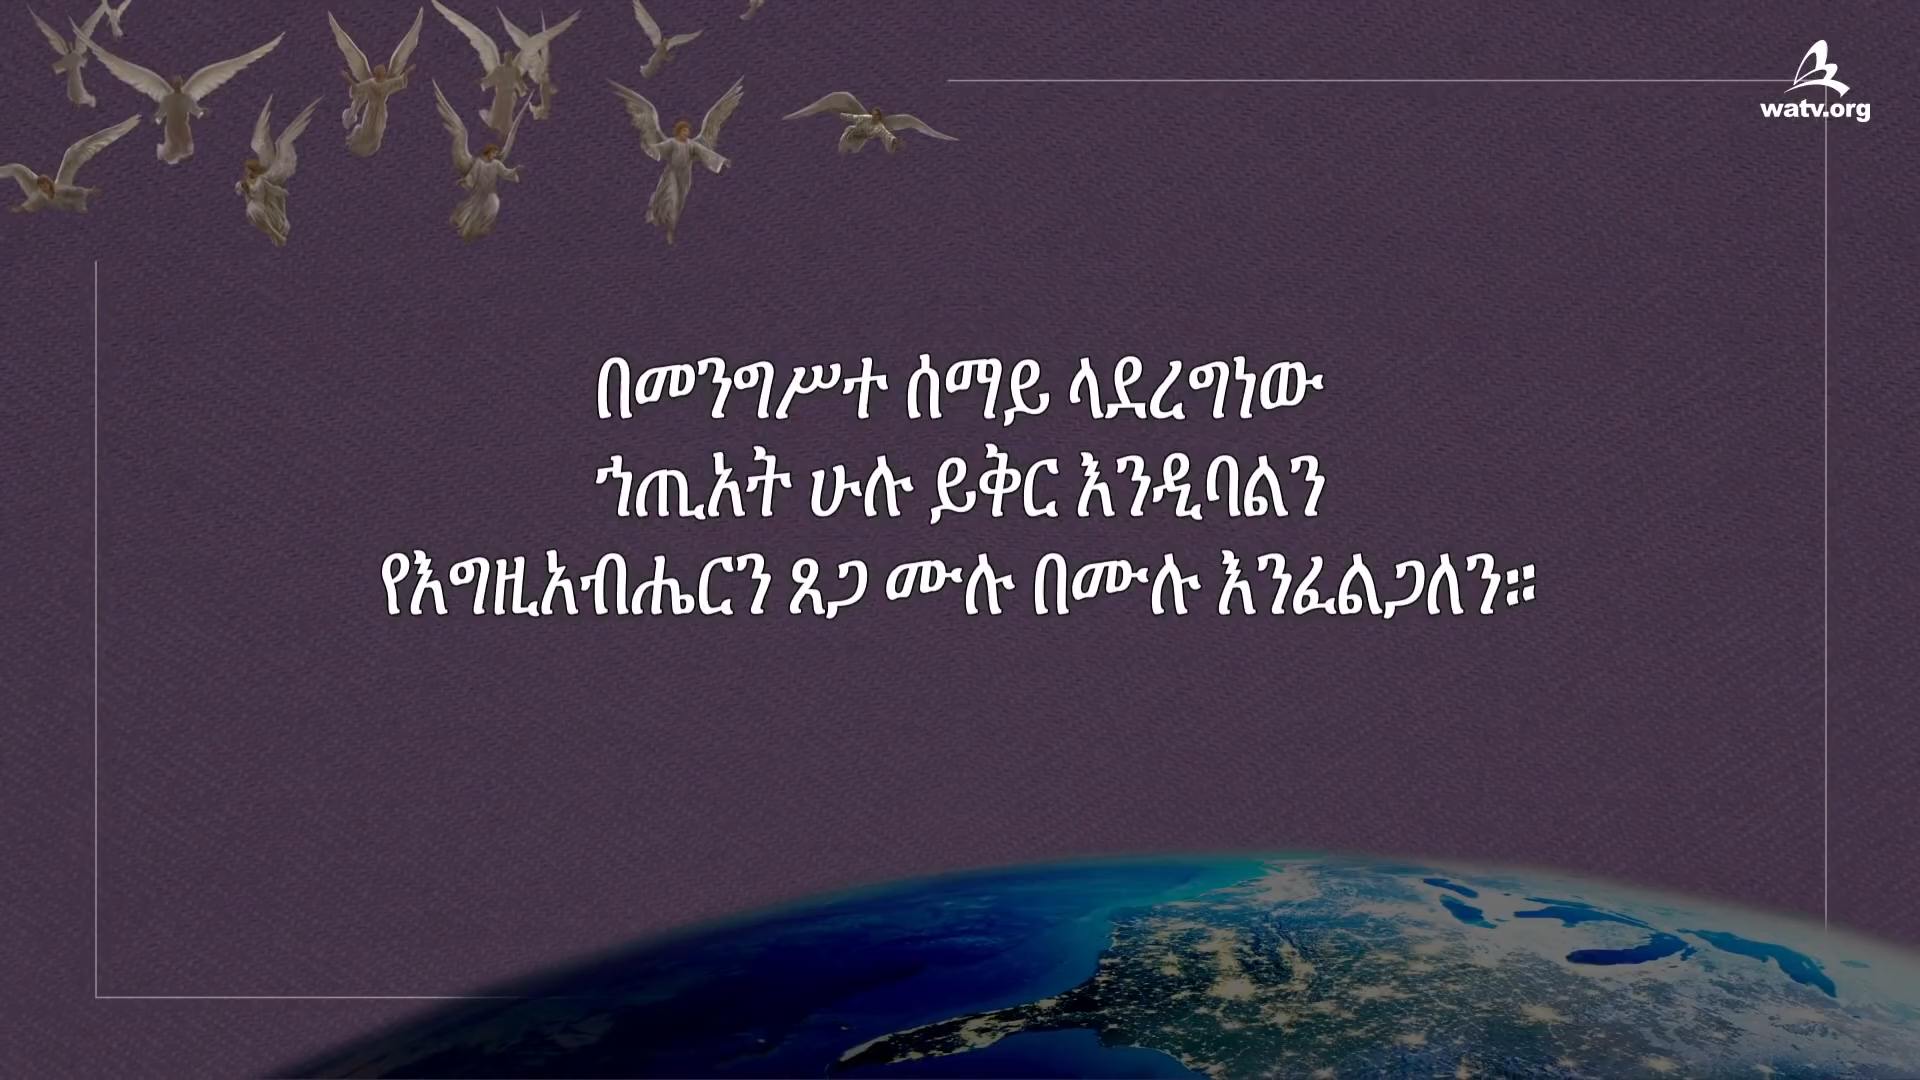 watv.org
በመንግሥተ ሰማይ ላደረግነው
ኀጢአት ሁሉ ይቅር እንዲባልን
የእግዚአብሔርን ጸጋ ሙሉ በሙሉ እንፈልጋለን።